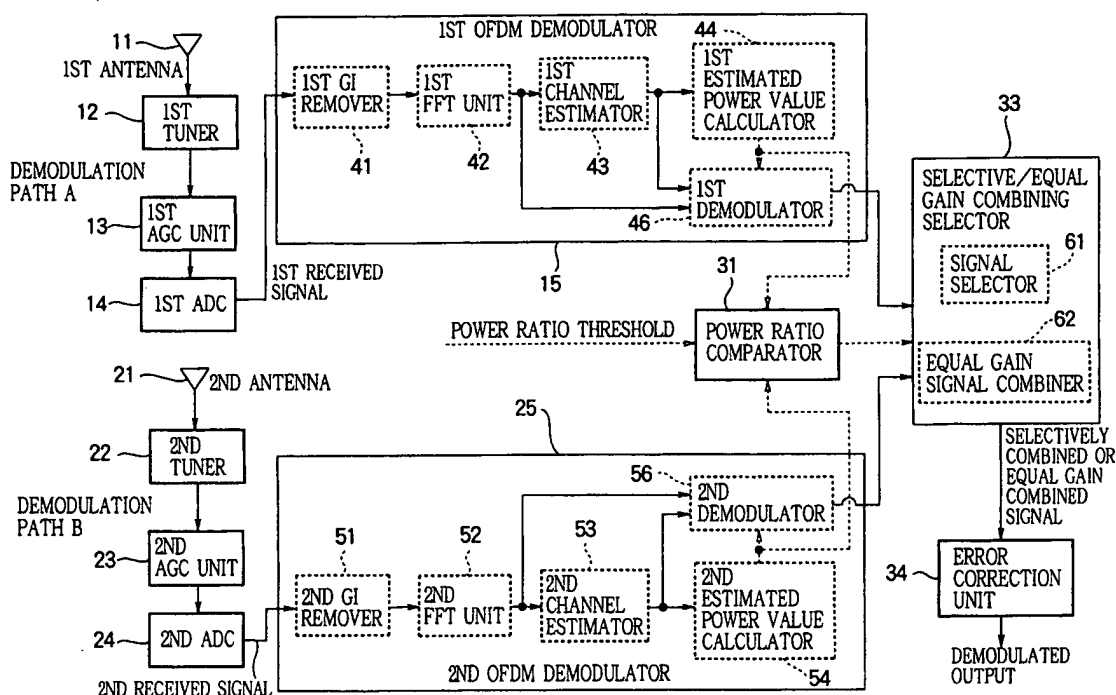 11
1ST ANTENNA
12
1ST
TUNER
DEMODULATION
PATH A
13
1ST
AGC UNIT
14
1ST ADC
1ST RECEIVED
SIGNAL
1ST OFDM DEMODULATOR
1ST GI
REMOVER
41
1ST
FFT UNIT
42
1ST
CHANNEL
ESTIMATOR
43
44
1ST
ESTIMATED
POWER VALUE
CALCULATOR
1ST
DEMODULATOR
46
15
33
SELECTIVE/EQUAL
GAIN COMBINING
SELECTOR
61
SIGNAL
SELECTOR
62
EQUAL GAIN
SIGNAL COMBINER
31
POWER RATIO THRESHOLD
POWER RATIO
COMPARATOR
21
2ND ANTENNA
22
2ND
TUNER
DEMODULATION
PATH B
23
2ND
AGC UNIT
24
2ND ADC
2ND RECEIVED SIGNAL
25
56
2ND
DEMODULATOR
51
2ND GI
REMOVER
52
2ND
FFT UNIT
53
2ND
CHANNEL
ESTIMATOR
2ND
ESTIMATED
POWER VALUE
CALCULATOR
54
2ND OFDM DEMODULATOR
SELECTIVELY
COMBINED OR
EQUAL GAIN
COMBINED
SIGNAL
34
ERROR
CORRECTION
UNIT
DEMODULATED
OUTPUT